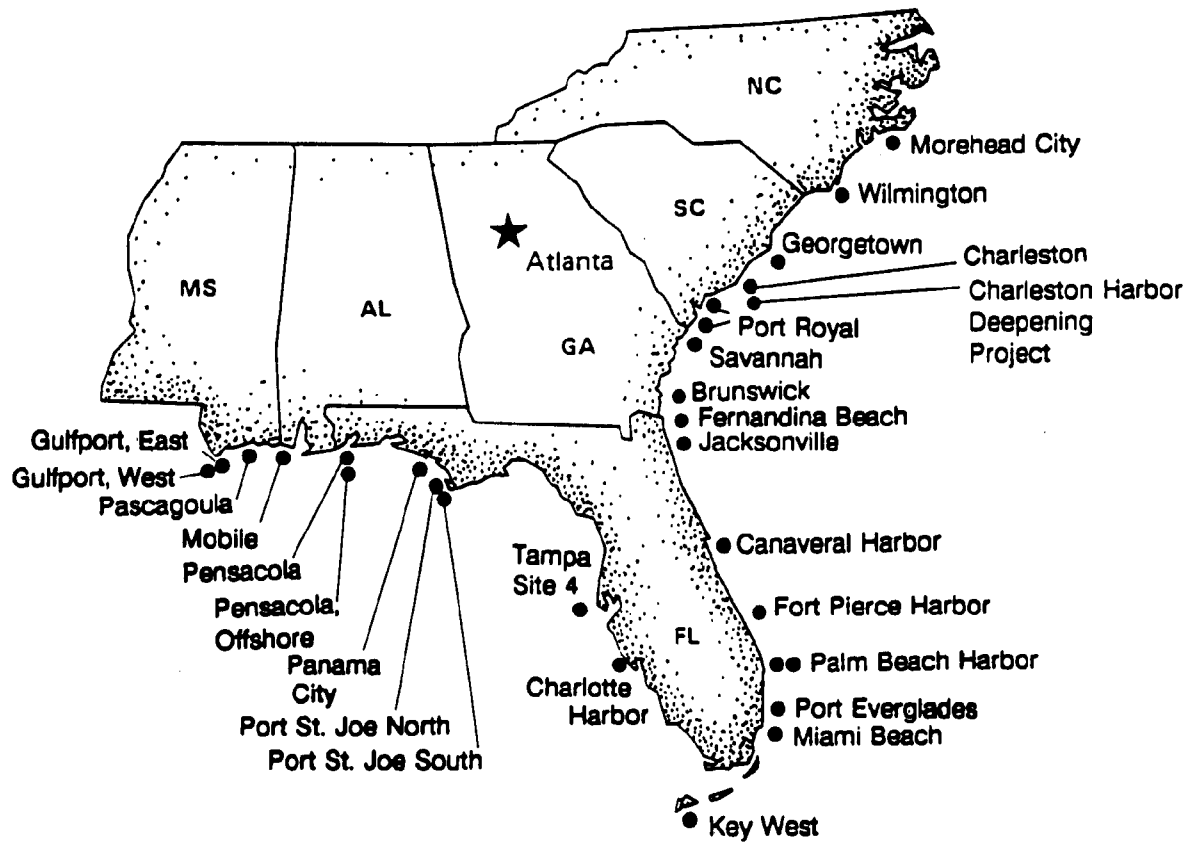 NC
Morehead City
Wilmington
SC
Georgetown
Atlanta
Charleston
MS
Charleston Harbor
Deepening
Project
AL
Port Royal
GA
Savannah
Brunswick
Fernandina Beach
Jacksonville
Gulfport, East
Gulfport, West
Pascagoula
Mobile
Pensacola
Pensacola,
Offshore
Panama
City
Port St. Joe North
Port St. Joe South
Tampa
Site 4
Canaveral Harbor
Fort Pierce Harbor
FL
Charlotte
Harbor
Palm Beach Harbor
Port Everglades
Miami Beach
Key West